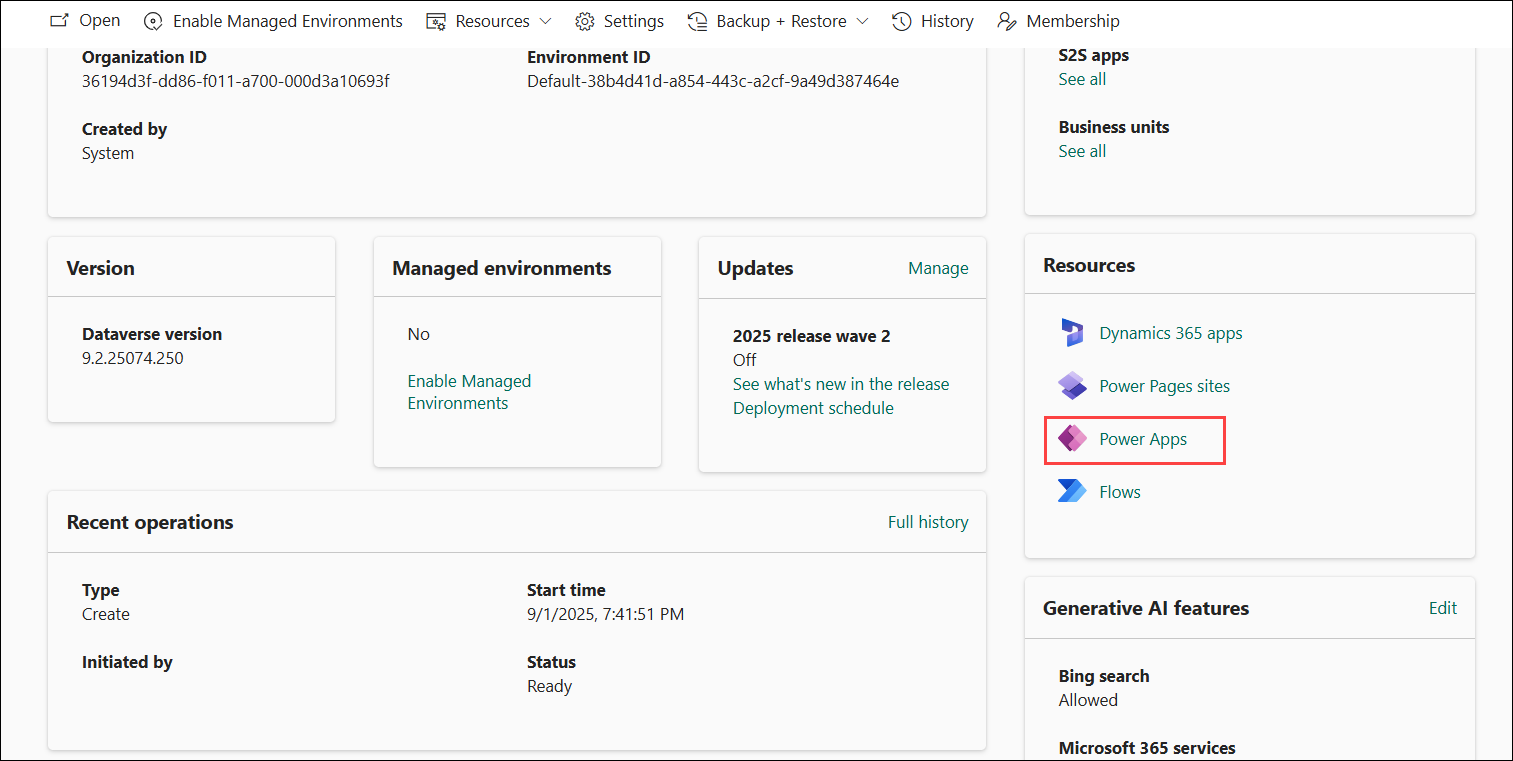 Open Enable Managed Environments Resources Settings Backup + Restore History Membership
Organization ID
36194d3f-dd86-f011-a700-000d3a10693f
Environment ID
Default-38b4d41d-a854-443c-a2cf-9a49d387464e
Created by
System
S2S apps
See all
Business units
See all
Version
Dataverse version
9.2.25074.250
Managed environments
No
Enable Managed
Environments
Updates Manage
2025 release wave 2
Off
See what's new in the release
Deployment schedule
Resources
Dynamics 365 apps
Power Pages sites
Power Apps
Flows
Recent operations Full history
Type
Create
Start time
9/1/2025, 7:41:51 PM
Initiated by
Status
Ready
Generative AI features Edit
Bing search
Allowed
Microsoft 365 services